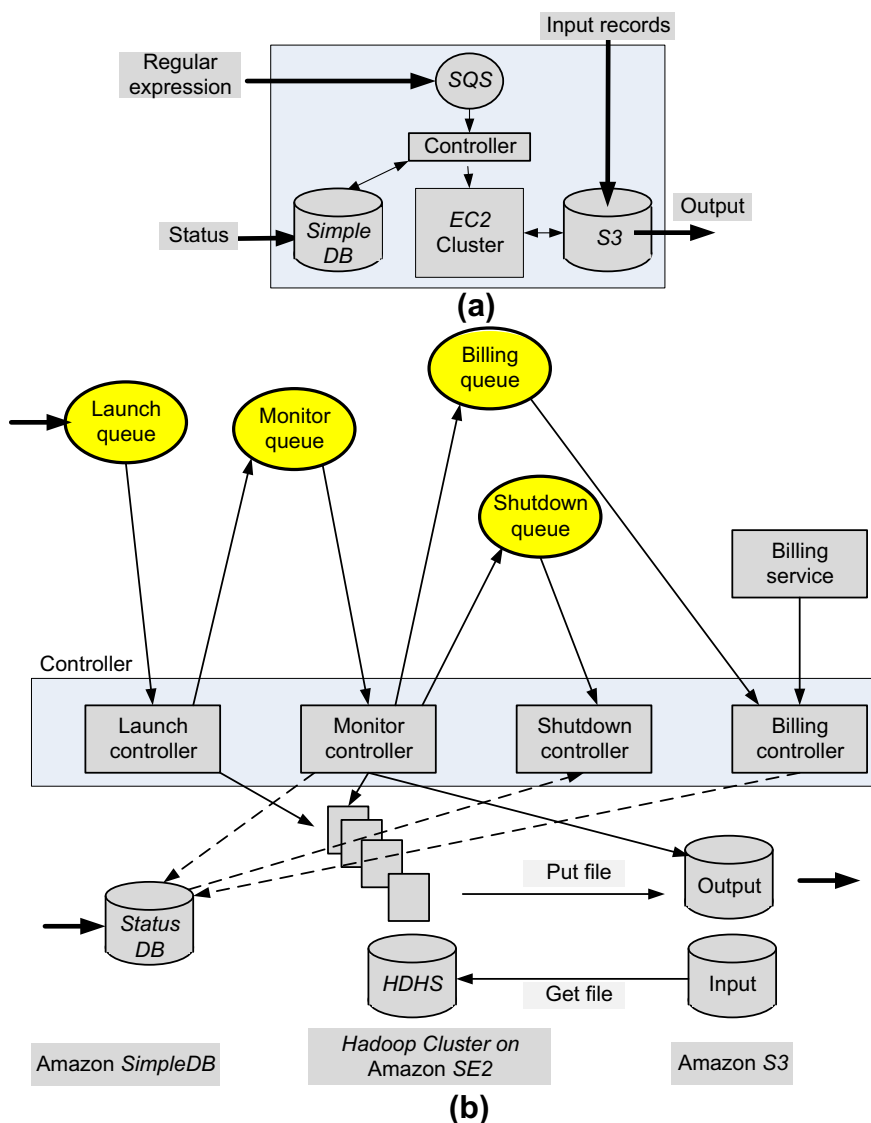 Input records
Regular
expression
SQS
Controller
Status
Simple
DB
EC2
Cluster
S3
Output
(a)
Billing
queue
Launch
queue
Monitor
queue
Shutdown
queue
Billing
service
Controller
Launch
controller
Monitor
controller
Shutdown
controller
Billing
controller
Put file
Output
Status
DB
HDHS
Get file
Input
Amazon SimpleDB
Hadoop Cluster on
Amazon SE2
Amazon S3
(b)